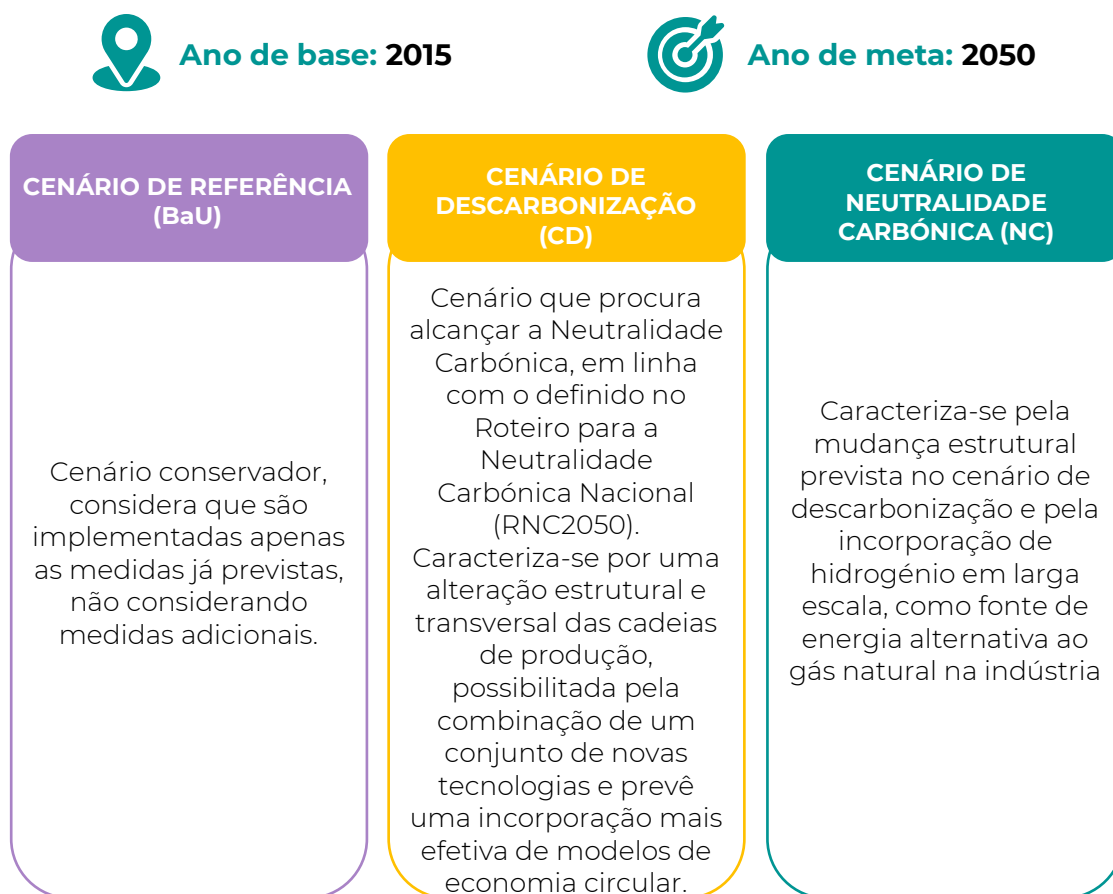 Ano de base: 2015
Ano de meta: 2050
CENÁRIO DE REFERÊNCIA
(BaU)
Cenário conservador,
considera que são
implementadas apenas
as medidas já previstas,
não considerando
medidas adicionais.
CENÁRIO DE
DESCARBONIZAÇÃO
(CD)
Cenário que procura
alcançar a Neutralidade
Carbónica, em linha
com o definido no
Roteiro para a
Neutralidade
Carbónica Nacional
(RNC2050).
Caracteriza-se por uma
alteração estrutural e
transversal das cadeias
de produção,
possibilitada pela
combinação de um
conjunto de novas
tecnologias e prevê
uma incorporação mais
efetiva de modelos de
economia circular.
CENÁRIO DE
NEUTRALIDADE
CARBÓNICA (NC)
Caracteriza-se pela
mudança estrutural
prevista no cenário de
descarbonização e pela
incorporação de
hidrogénio em larga
escala, como fonte de
energia alternativa ao
gás natural na indústria